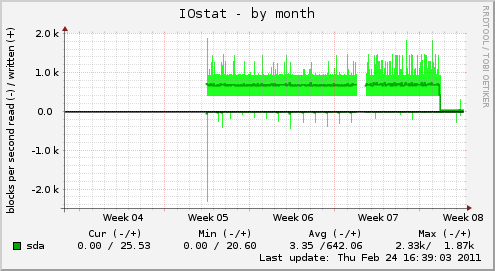 IOstat - by month
RRDTOOL / TOBI OETIKER
blocks per second read (-) / written (+)
2.0 k
1.0 k
0.0
-1.0 k
-2.0 k
Week 04 Week 05 Week 06 Week 07 Week 08
Cur (-/+) Min (-/+) Avg (-/+) Max (-/+)
sda 0.00 / 25.53 0.00 / 20.60 3.35 /642.06 2.33k/ 1.87k
Last update: Thu Feb 24 16:39:03 2011